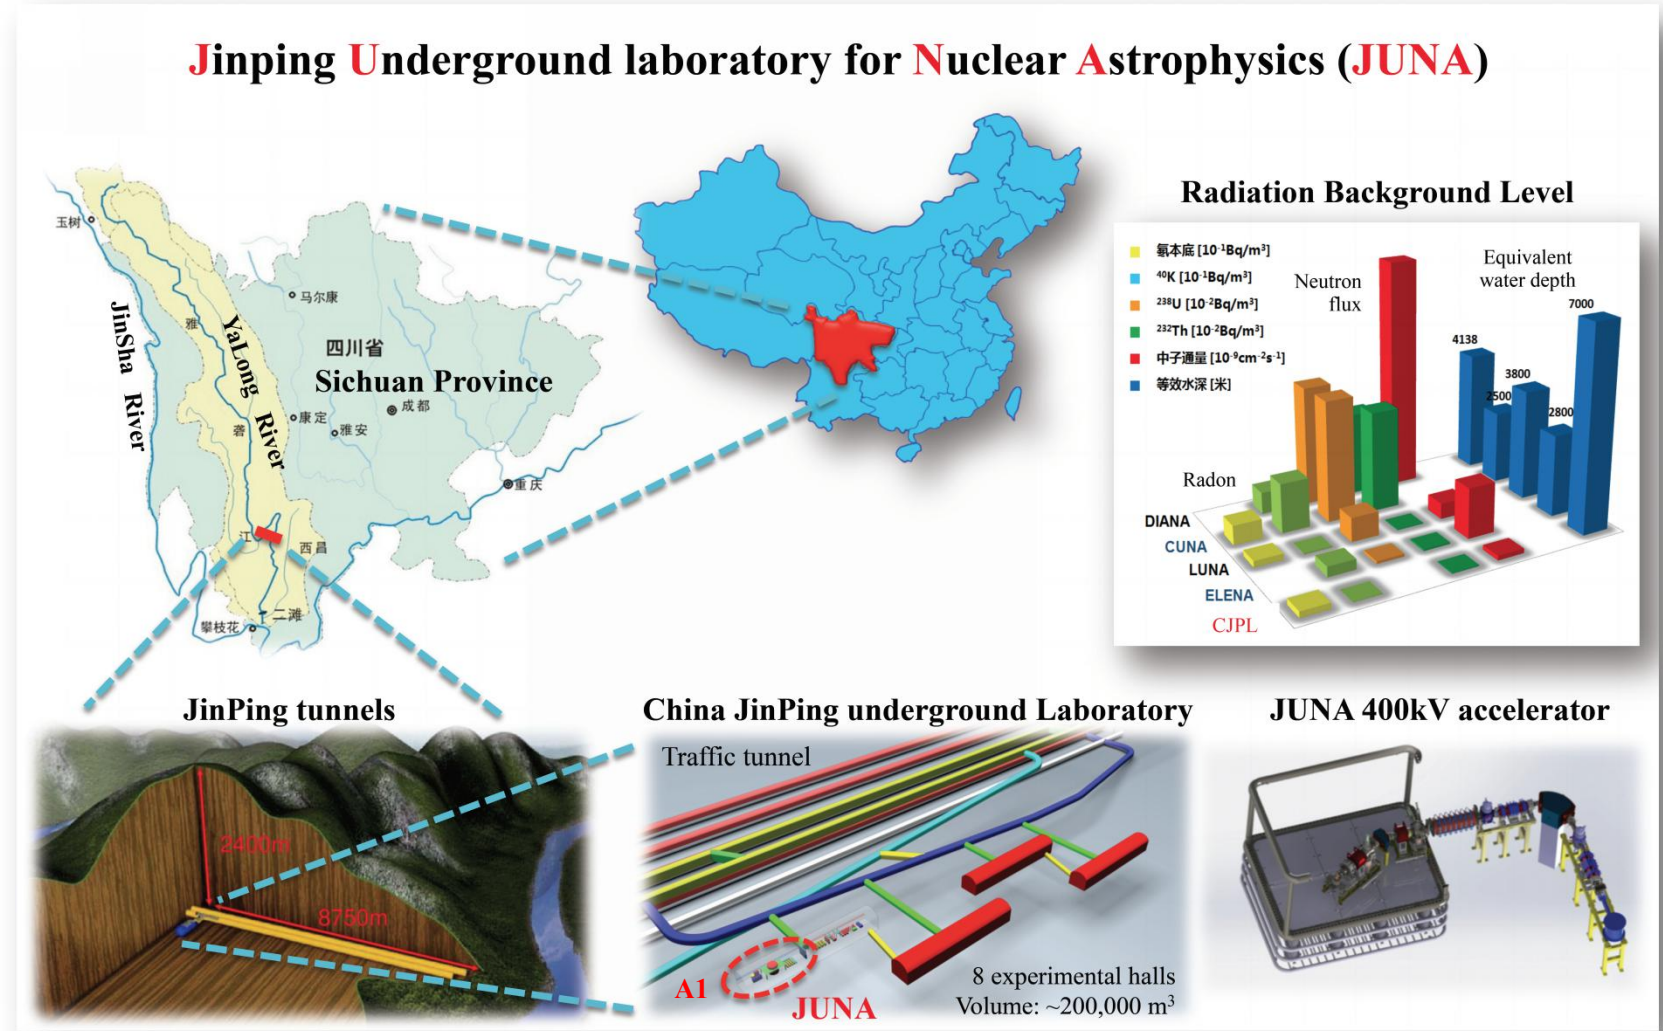 Jinping Underground laboratory for Nuclear Astrophysics (JUNA)
玉树
马尔康
雅
四川省
Sichuan Province
JinSha River
YaLong River
砻
康定
雅安
成都
重庆
江
西昌
二滩
攀枝花
Radiation Background Level
氡本底 [10⁻¹Bq/m³]
⁴⁰K [10⁻¹Bq/m³]
²³⁸U [10⁻²Bq/m³]
²³²Th [10⁻²Bq/m³]
中子通量 [10⁻⁹cm⁻²s⁻¹]
等效水深 [米]
Neutron
flux
Equivalent
water depth
7000
4138
3800
2500
2800
Radon
DIANA
CUNA
LUNA
ELENA
CJPL
JinPing tunnels
2400m
8750m
China JinPing underground Laboratory
Traffic tunnel
A1
JUNA
8 experimental halls
Volume: ~200,000 m³
JUNA 400kV accelerator